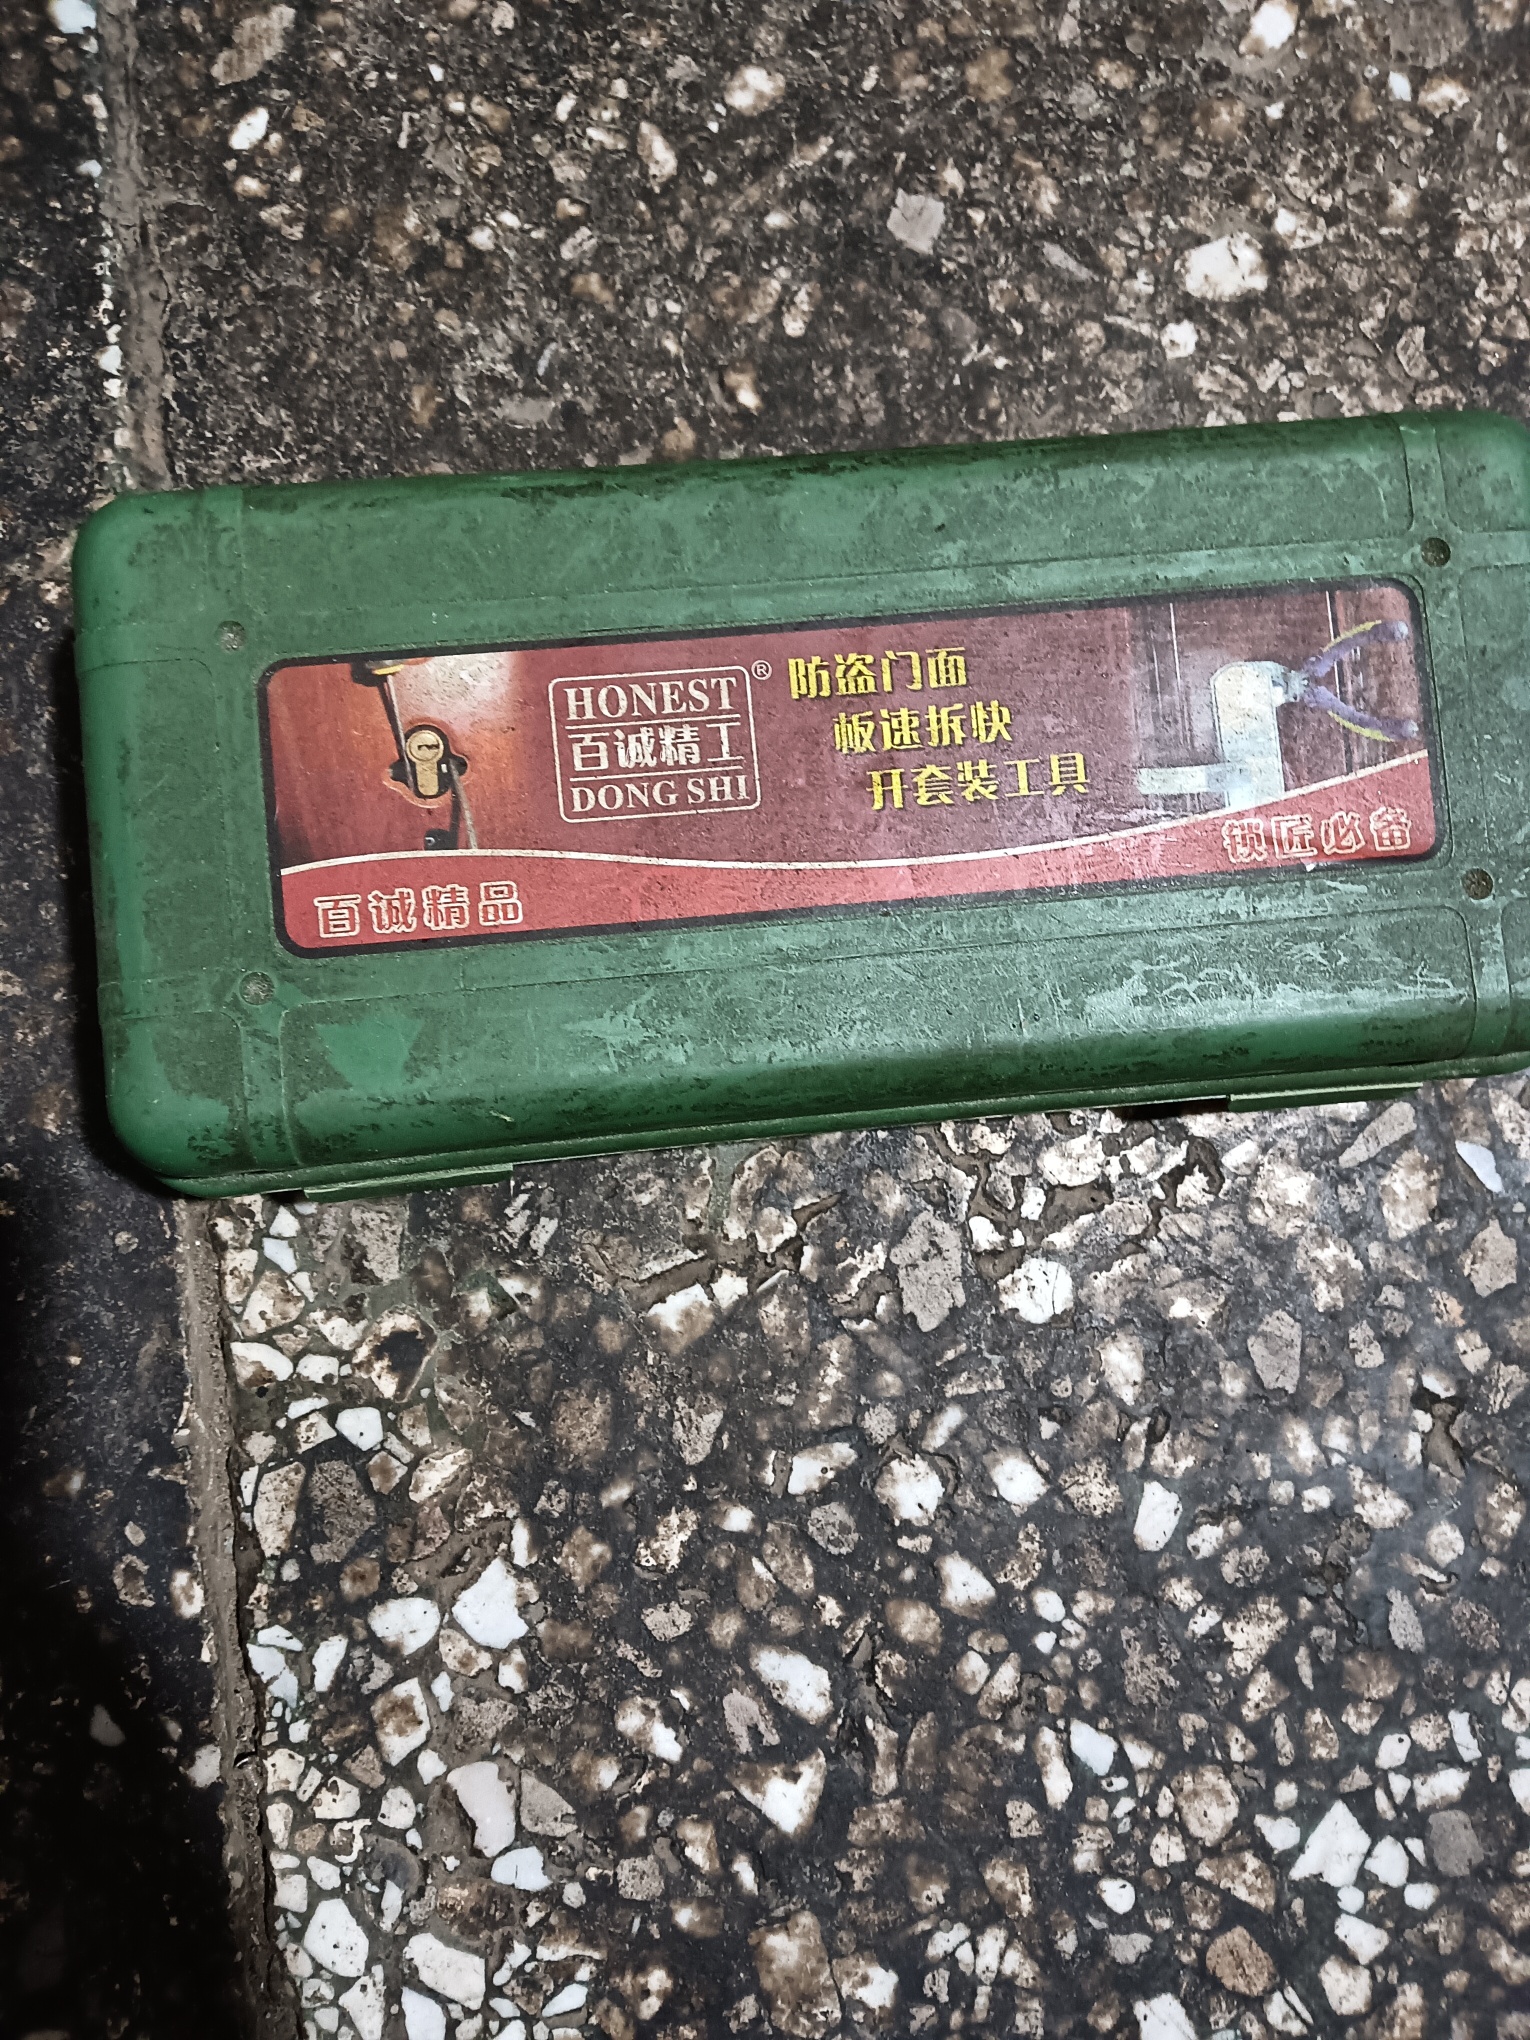 HONEST®
百诚精工
DONG SHI
防盗门面
板速拆快
开套装工具
百诚精品
锁匠必备